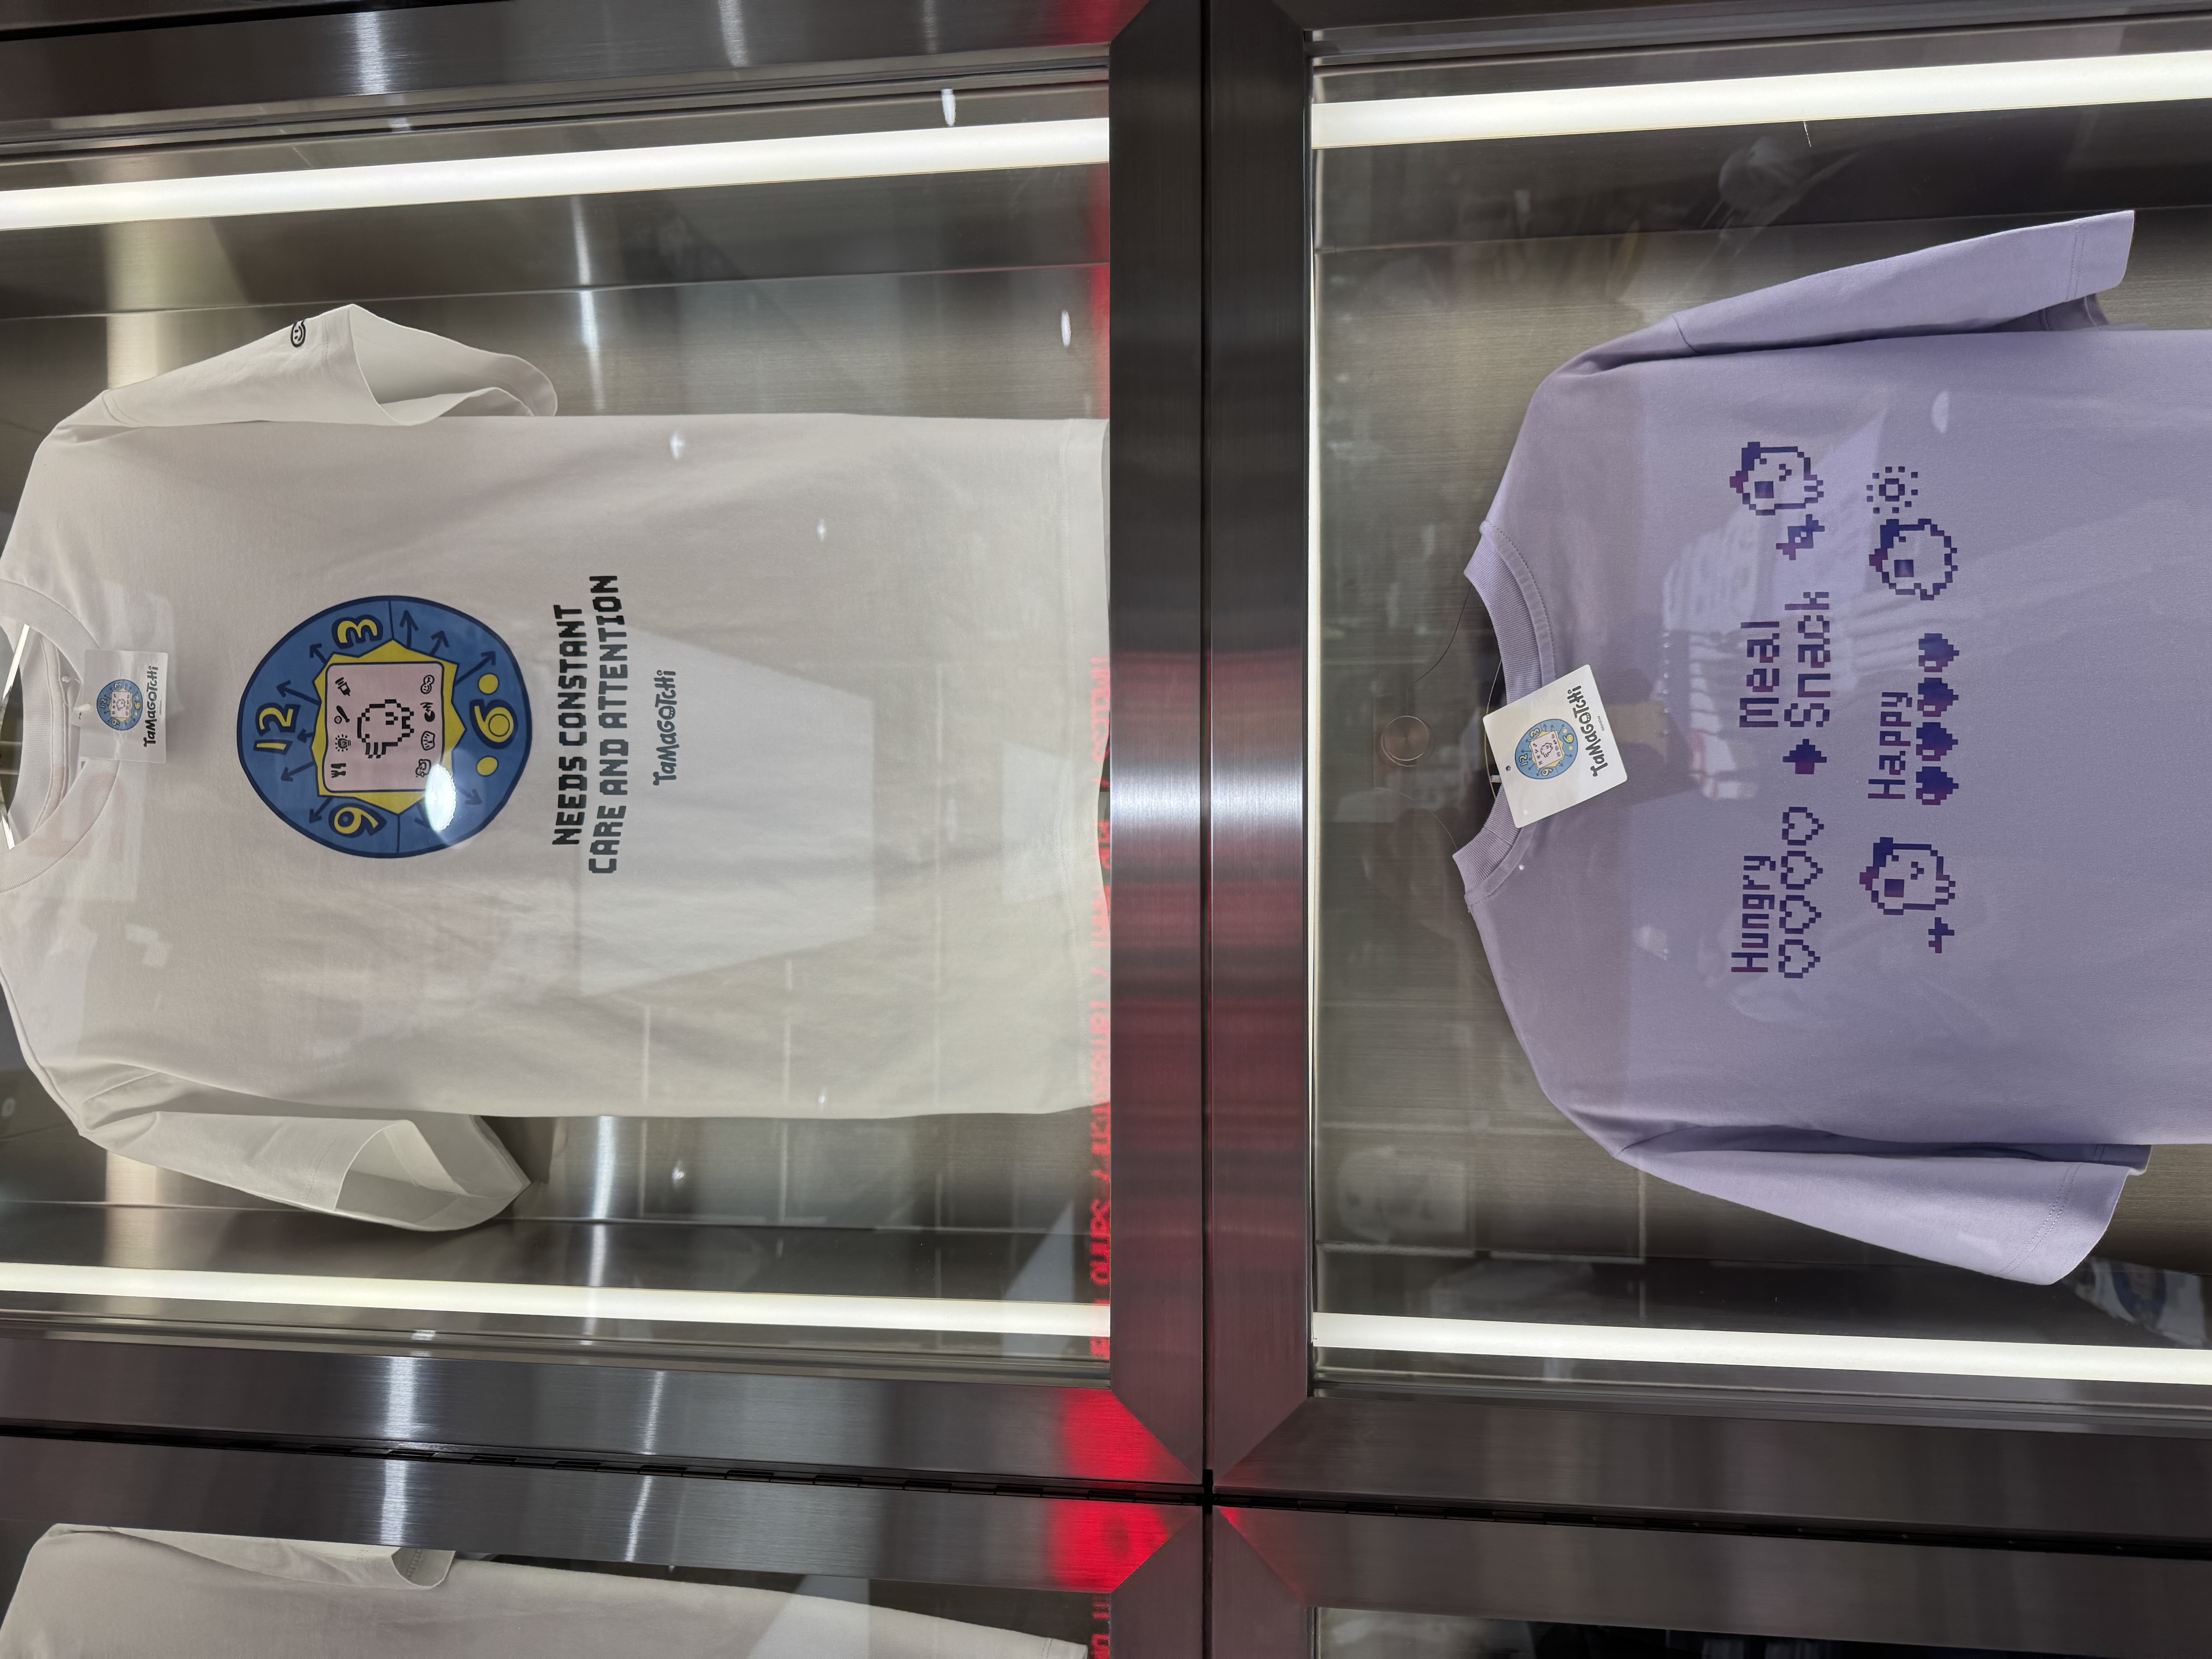 TAMAGOTCHI
12
3
9
6
NEEDS CONSTANT
CARE AND ATTENTION
TAMAGOTCHI
TAMAGOTCHI
Hungry
Meal
Snack
Happy